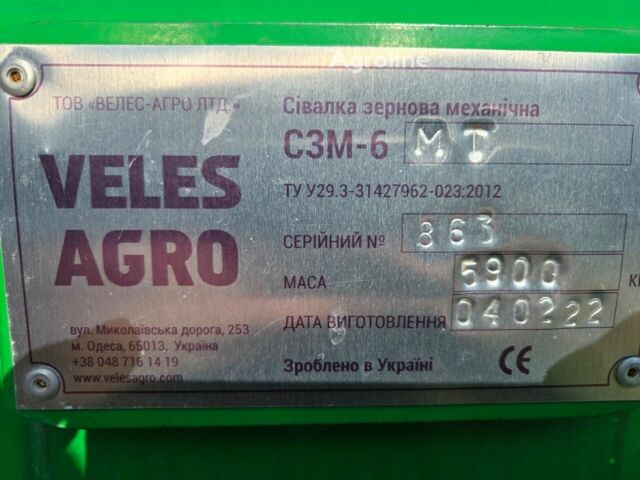 Agroline
ТОВ «ВЕЛЕС-АГРО ЛТД.»
VELES
AGRO
вул. Миколаївська дорога, 253
м. Одеса, 65013, Україна
+38 048 716 14 19
www.velesagro.com
Сівалка зернова механічна
СЗМ-6 М Т
ТУ У29.3-31427962-023:2012
СЕРІЙНИЙ № 863
МАСА 5900
ДАТА ВИГОТОВЛЕННЯ 040222
Зроблено в Україні CE